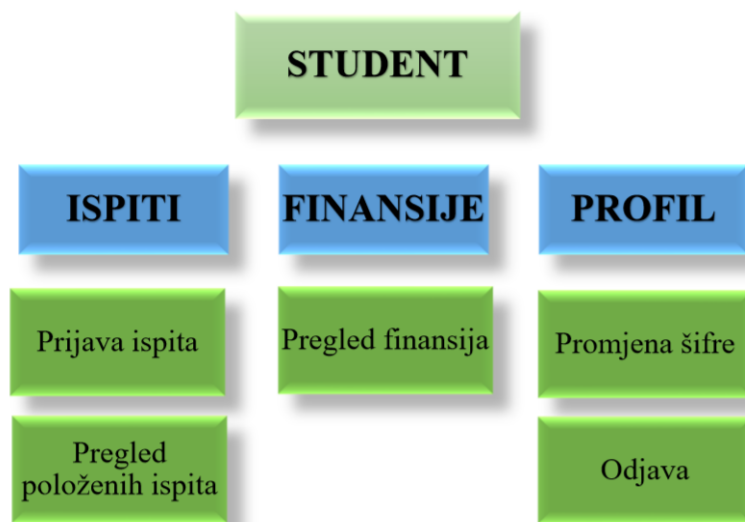 STUDENT
ISPITI
FINANSIJE
PROFIL
Prijava ispita
Pregled finansija
Promjena šifre
Pregled
položenih ispita
Odjava